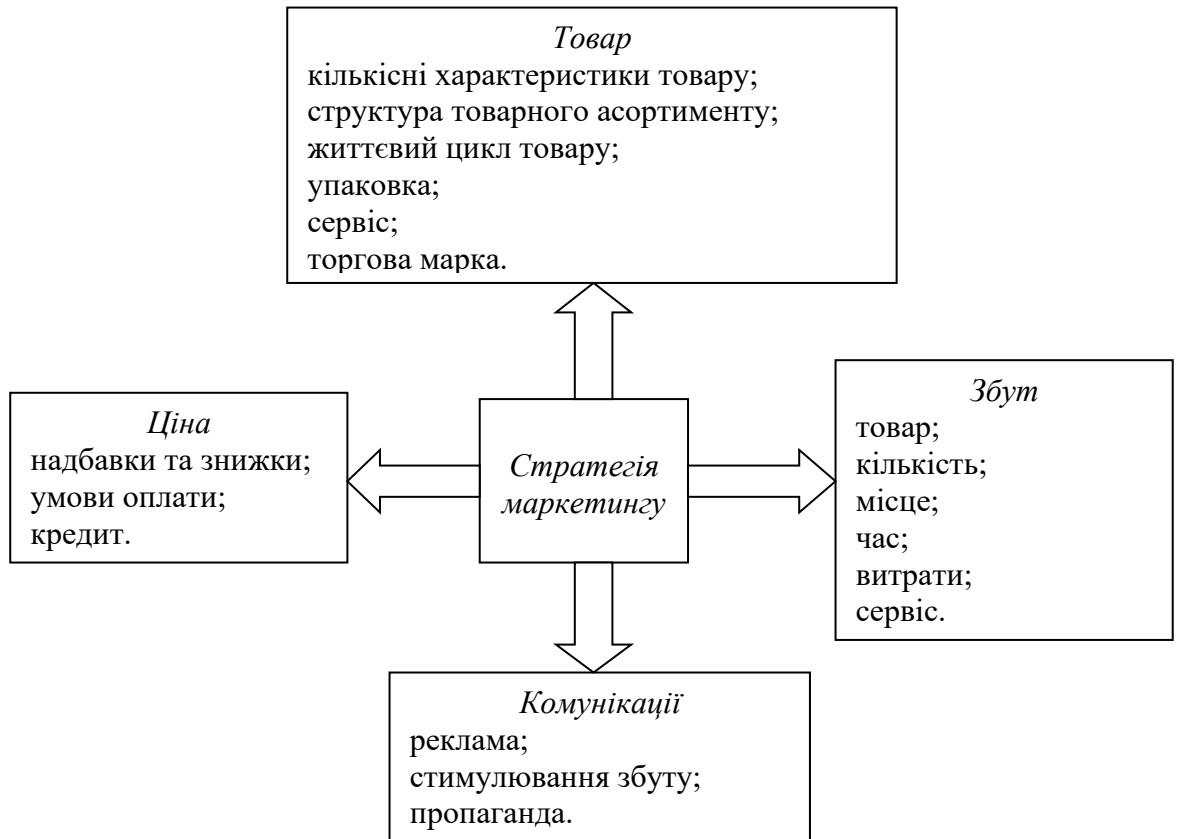 Товар
кількісні характеристики товару;
структура товарного асортименту;
життєвий цикл товару;
упаковка;
сервіс;
торгова марка.
Ціна
надбавки та знижки;
умови оплати;
кредит.
Стратегія
маркетингу
Збут
товар;
кількість;
місце;
час;
витрати;
сервіс.
Комунікації
реклама;
стимулювання збуту;
пропаганда.